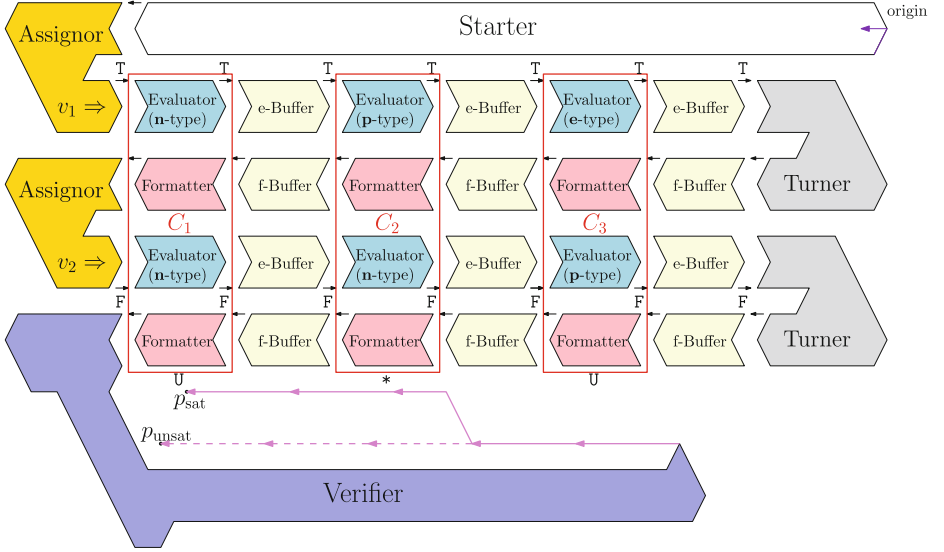 origin
Assignor
Starter
T T T T T T T
v₁ ⇒
Evaluator
(n-type)
e-Buffer
Evaluator
(p-type)
e-Buffer
Evaluator
(e-type)
e-Buffer
Assignor
Formatter
f-Buffer
Formatter
f-Buffer
Formatter
f-Buffer
Turner
C₁ C₂ C₃
v₂ ⇒
Evaluator
(n-type)
e-Buffer
Evaluator
(n-type)
e-Buffer
Evaluator
(p-type)
e-Buffer
F F F F F F F
Formatter
f-Buffer
Formatter
f-Buffer
Formatter
f-Buffer
Turner
U * U
p_sat
p_unsat
Verifier